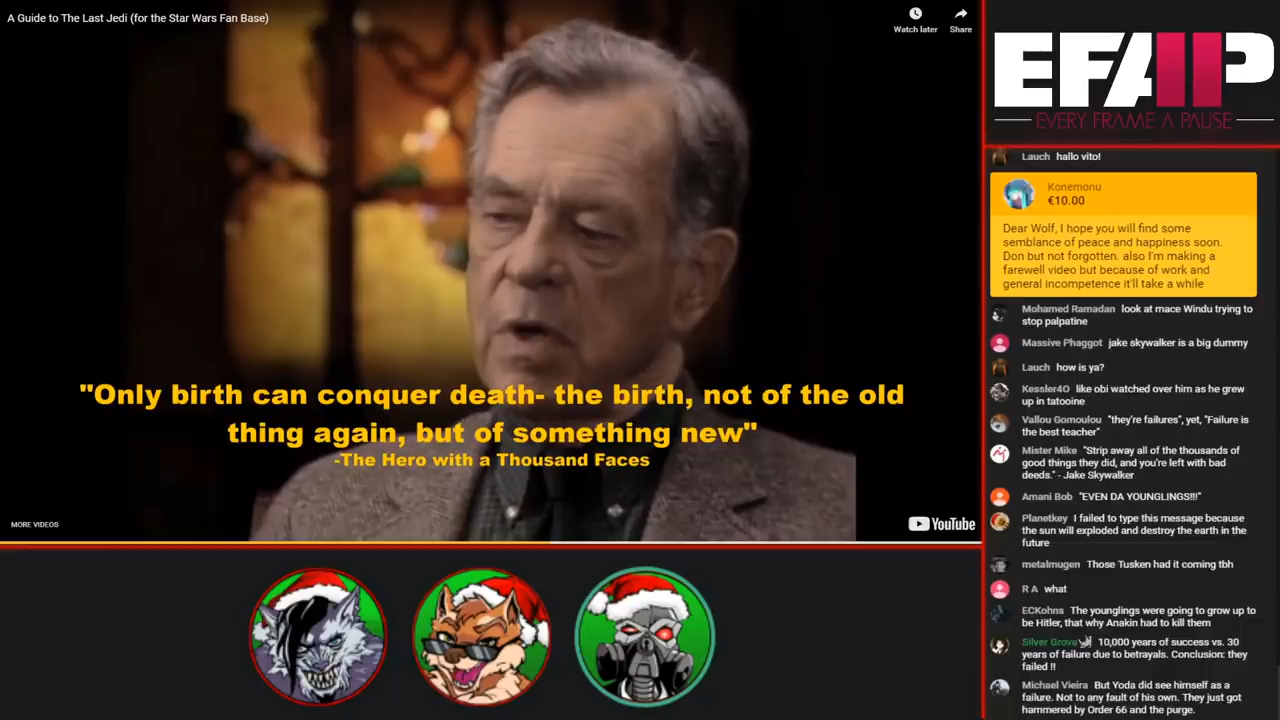 A Guide to The Last Jedi (for the Star Wars Fan Base)
Watch later
Share
"Only birth can conquer death- the birth, not of the old
thing again, but of something new"
-The Hero with a Thousand Faces
MORE VIDEOS
YouTube
EFAP
EVERY FRAME A PAUSE
Lauch hallo vito!
Konemonu
€10.00
Dear Wolf, I hope you will find some
semblance of peace and happiness soon.
Don but not forgotten. also I'm making a
farewell video but because of work and
general incompetence it'll take a while
Mohamed Ramadan look at mace Windu trying to
stop palpatine
Massive Phaggot jake skywalker is a big dummy
Lauch how is ya?
Kessler4O like obi watched over him as he grew
up in tatooine
Vallou Gomoulou "they're failures", yet, "Failure is
the best teacher"
Mister Mike "Strip away all of the thousands of
good things they did, and you're left with bad
deeds." - Jake Skywalker
Amani Bob "EVEN DA YOUNGLINGS!!!"
Planetkey I failed to type this message because
the sun will exploded and destroy the earth in the
future
metalmugen Those Tusken had it coming tbh
R A what
ECKohns The younglings were going to grow up to
be Hitler, that why Anakin had to kill them
Silver Grove 10,000 years of success vs. 30
years of failure due to betrayals. Conclusion: they
failed !!
Michael Vieira But Yoda did see himself as a
failure. Not to any fault of his own. They just got
hammered by Order 66 and the purge.